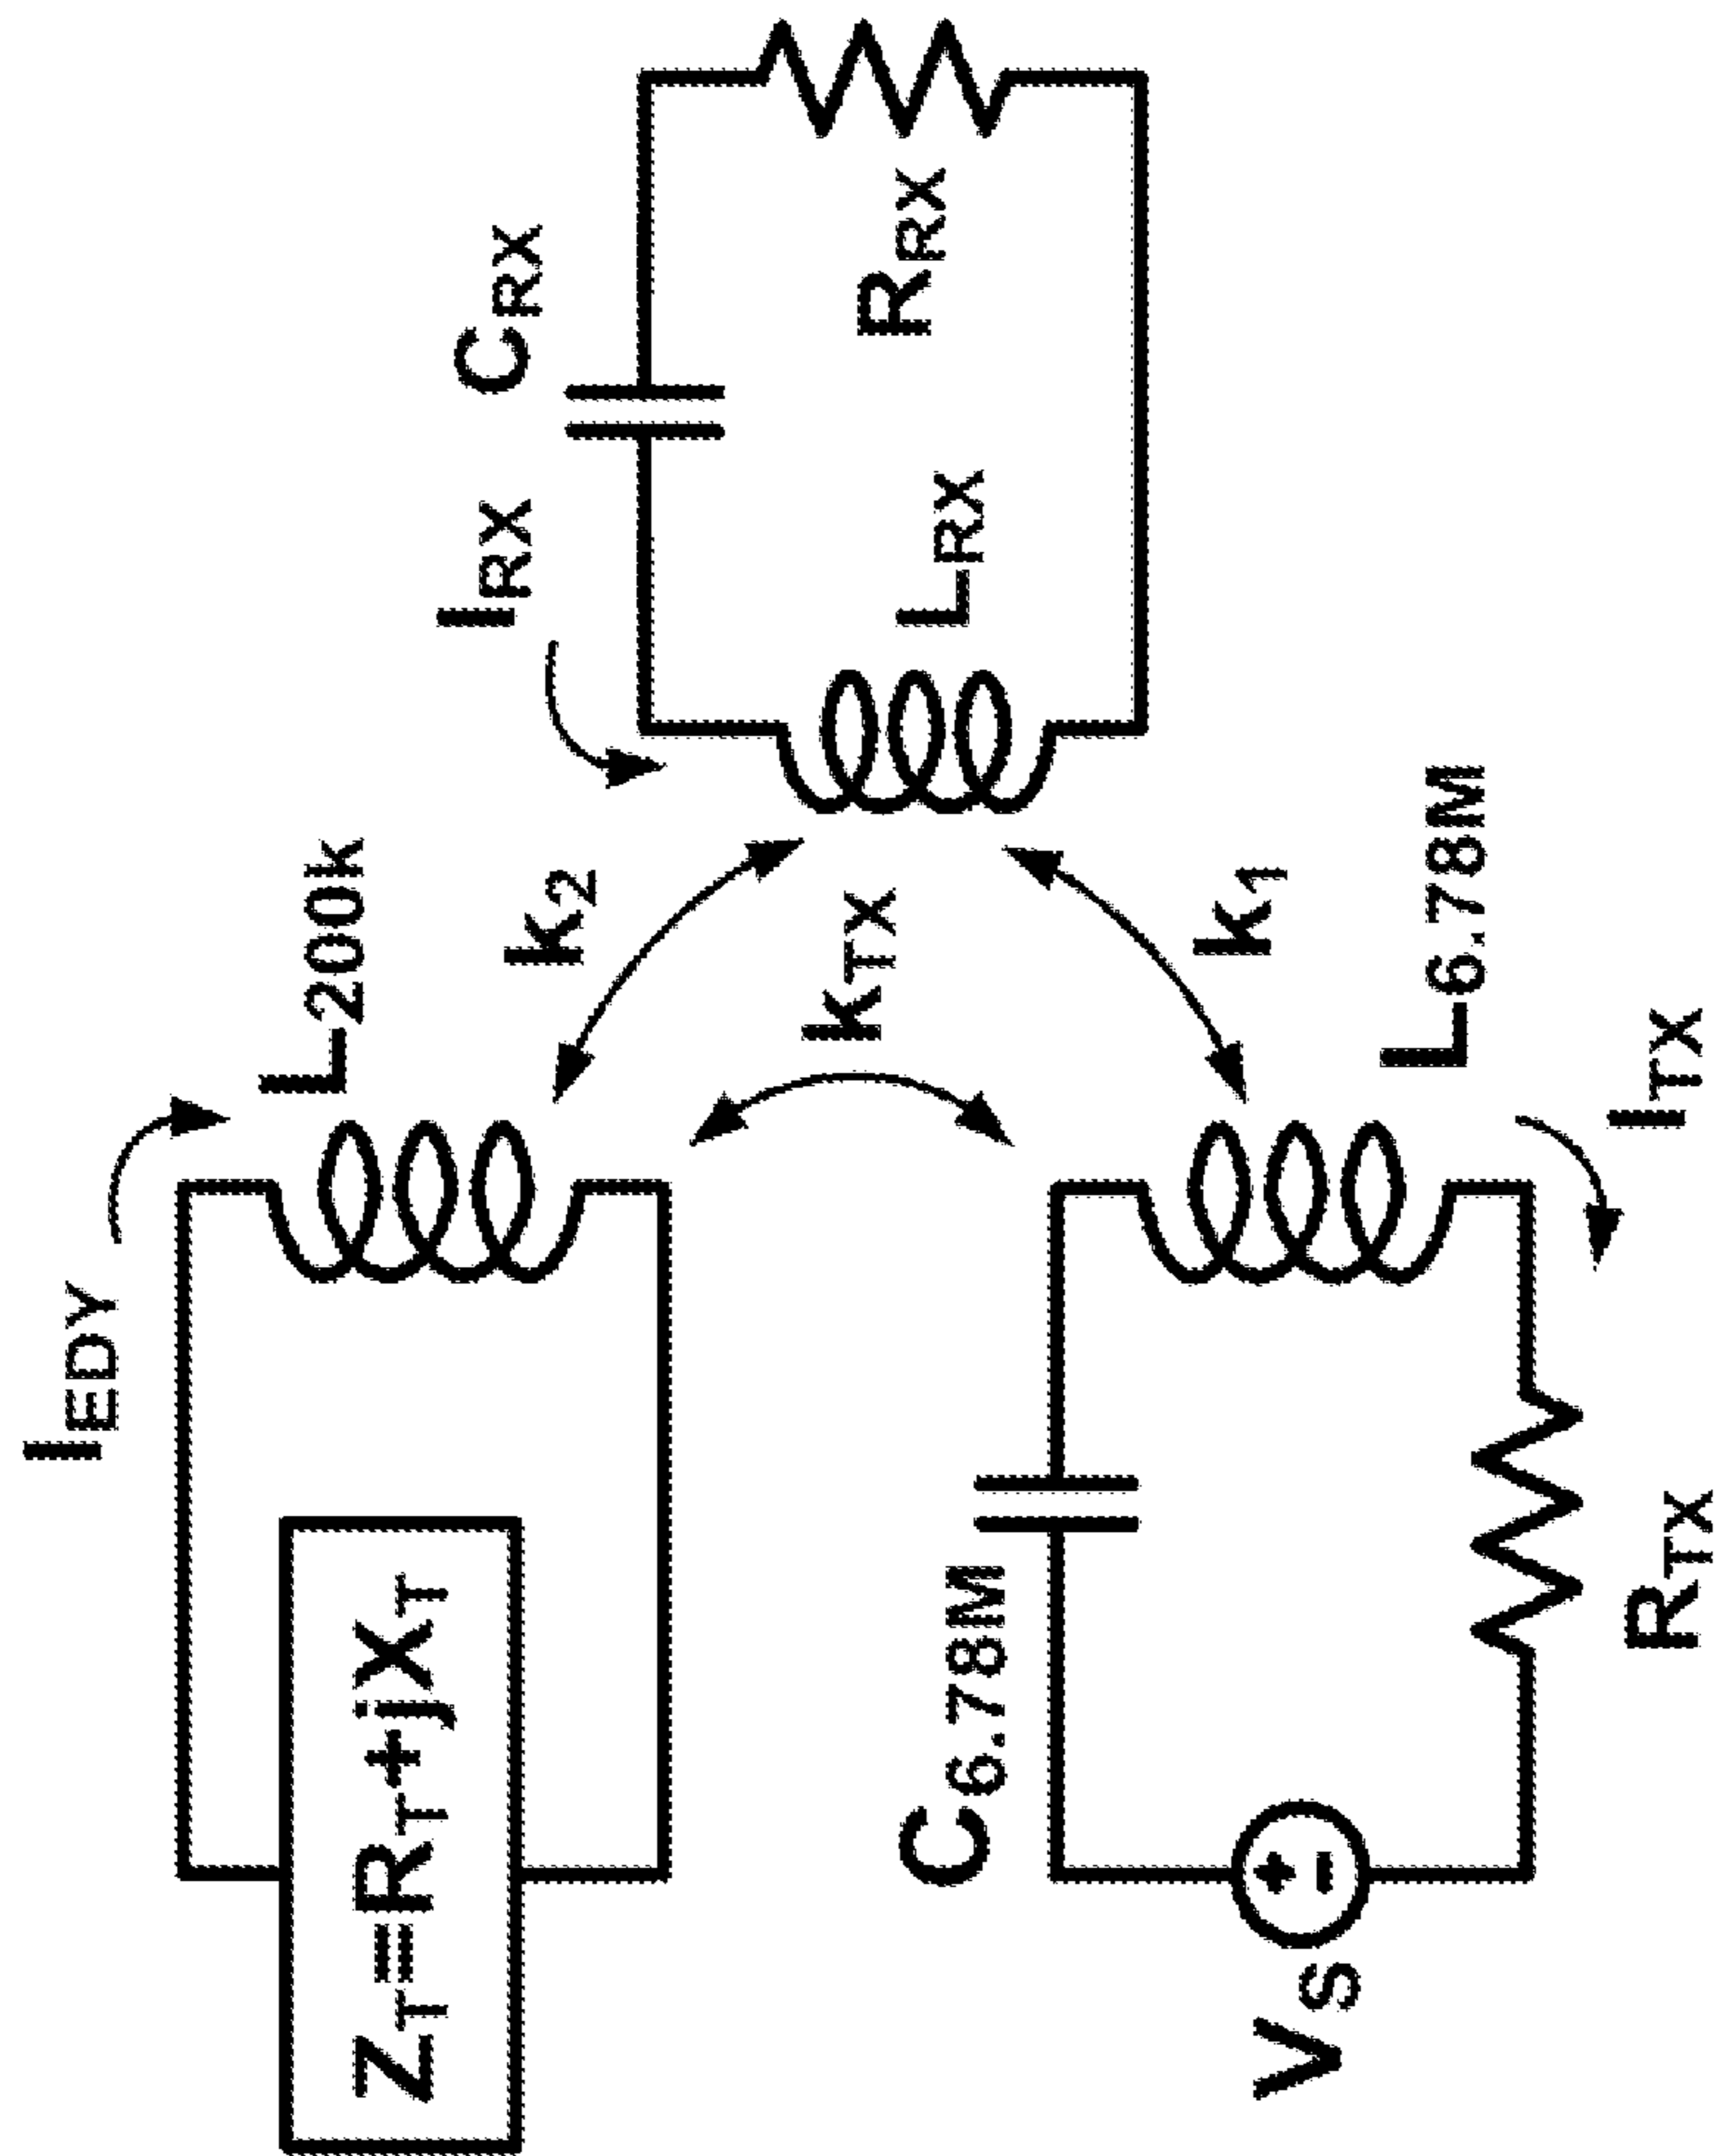 I_EDY
L_200k
Z_T=R_T+jX_T
k_2
k_TX
I_RX
C_RX
L_RX
R_RX
k_1
C_6.78M
L_6.78M
V_S
+
-
R_TX
I_TX